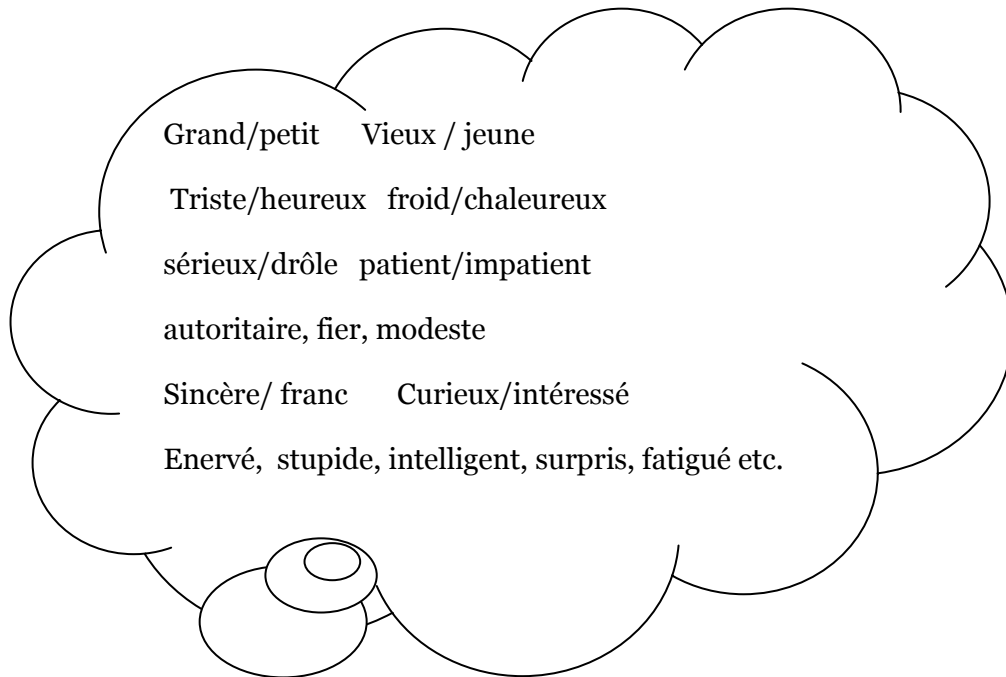 Grand/petit Vieux / jeune
Triste/heureux froid/chaleureux
sérieux/drôle patient/impatient
autoritaire, fier, modeste
Sincère/ franc Curieux/intéressé
Enervé, stupide, intelligent, surpris, fatigué etc.